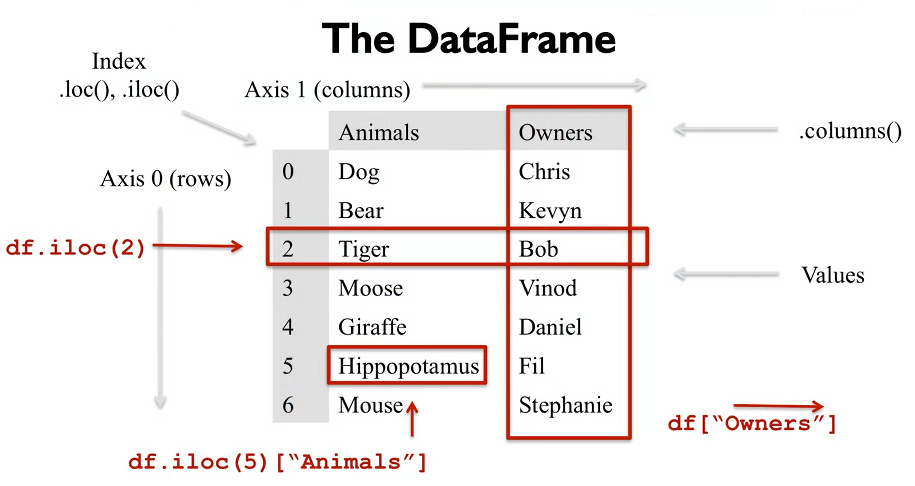 The DataFrame
Index
.loc(), .iloc()
Axis 1 (columns)
Animals Owners
.columns()
0 Dog Chris
Axis 0 (rows)
1 Bear Kevyn
df.iloc(2)
2 Tiger Bob
Values
3 Moose Vinod
4 Giraffe Daniel
5 Hippopotamus Fil
6 Mouse Stephanie
df[“Owners”]
df.iloc(5)[“Animals”]